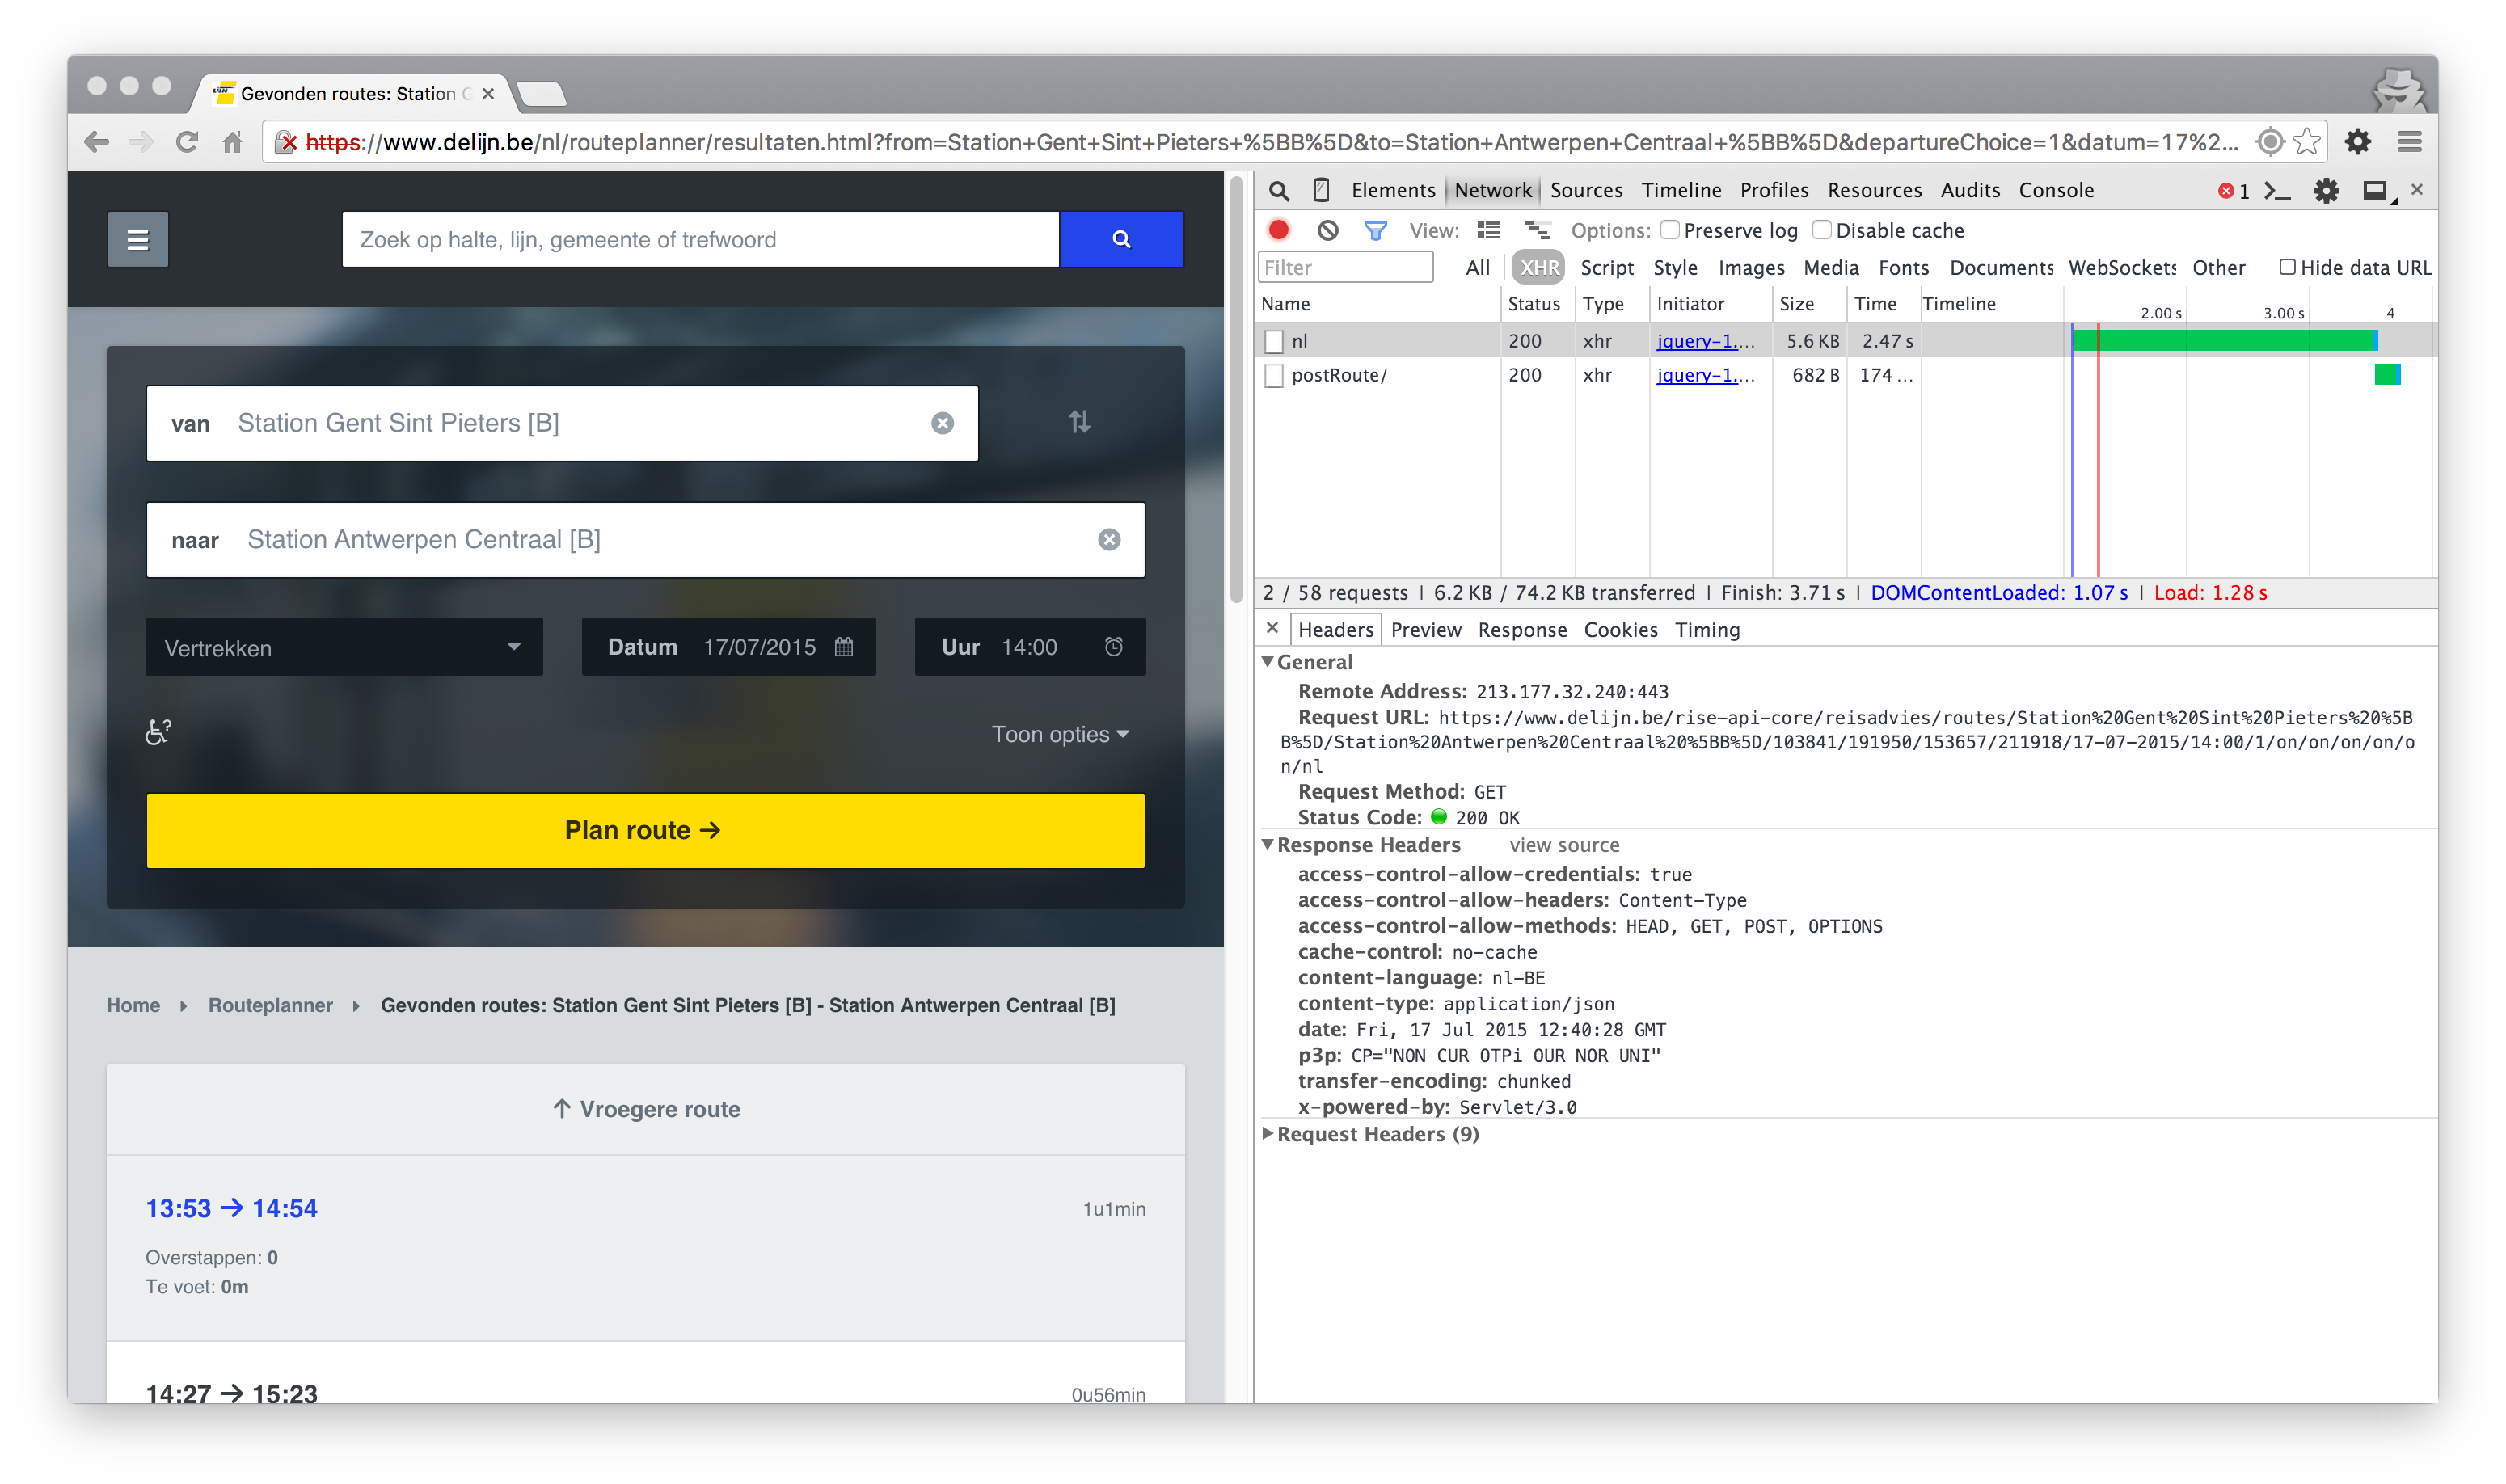 Gevonden routes: Station G
https://www.delijn.be/nl/routeplanner/resultaten.html?from=Station+Gent+Sint+Pieters+%5BB%5D&to=Station+Antwerpen+Centraal+%5BB%5D&departureChoice=1&datum=17%2...
Zoek op halte, lijn, gemeente of trefwoord
van Station Gent Sint Pieters [B]
naar Station Antwerpen Centraal [B]
Vertrekken
Datum 17/07/2015
Uur 14:00
Toon opties
Plan route →
Home Routeplanner Gevonden routes: Station Gent Sint Pieters [B] - Station Antwerpen Centraal [B]
↑ Vroegere route
13:53 → 14:54 1u1min
Overstappen: 0
Te voet: 0m
14:27 → 15:23 0u56min
Elements Network Sources Timeline Profiles Resources Audits Console 1
View: Options: Preserve log Disable cache
Filter All XHR Script Style Images Media Fonts Documents WebSockets Other Hide data URL
Name Status Type Initiator Size Time Timeline 2.00 s 3.00 s 4
nl 200 xhr jquery-1.... 5.6 KB 2.47 s
postRoute/ 200 xhr jquery-1.... 682 B 174 ...
2 / 58 requests | 6.2 KB / 74.2 KB transferred | Finish: 3.71 s | DOMContentLoaded: 1.07 s | Load: 1.28 s
× Headers Preview Response Cookies Timing
General
Remote Address: 213.177.32.240:443
Request URL: https://www.delijn.be/rise-api-core/reisadvies/routes/Station%20Gent%20Sint%20Pieters%20%5B
B%5D/Station%20Antwerpen%20Centraal%20%5BB%5D/103841/191950/153657/211918/17-07-2015/14:00/1/on/on/on/on/o
n/nl
Request Method: GET
Status Code: 200 OK
Response Headers view source
access-control-allow-credentials: true
access-control-allow-headers: Content-Type
access-control-allow-methods: HEAD, GET, POST, OPTIONS
cache-control: no-cache
content-language: nl-BE
content-type: application/json
date: Fri, 17 Jul 2015 12:40:28 GMT
p3p: CP="NON CUR OTPi OUR NOR UNI"
transfer-encoding: chunked
x-powered-by: Servlet/3.0
Request Headers (9)